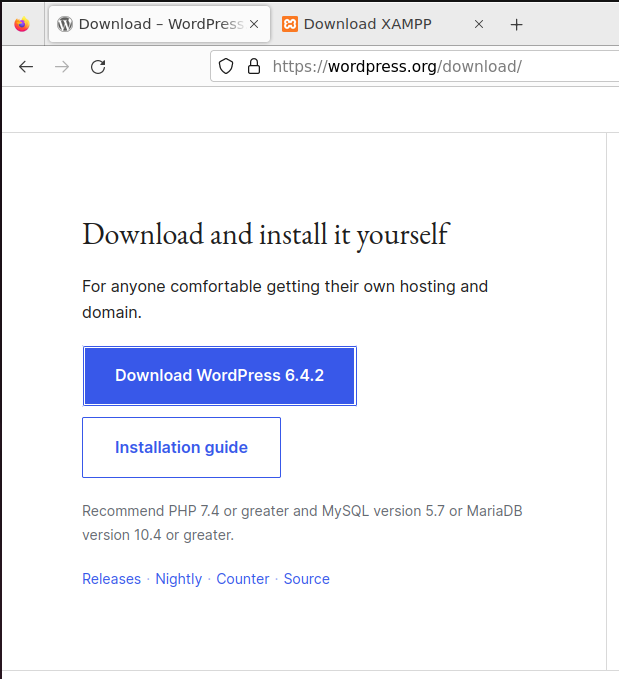 Download – WordPress
Download XAMPP
https://wordpress.org/download/
Download and install it yourself
For anyone comfortable getting their own hosting and
domain.
Download WordPress 6.4.2
Installation guide
Recommend PHP 7.4 or greater and MySQL version 5.7 or MariaDB
version 10.4 or greater.
Releases · Nightly · Counter · Source